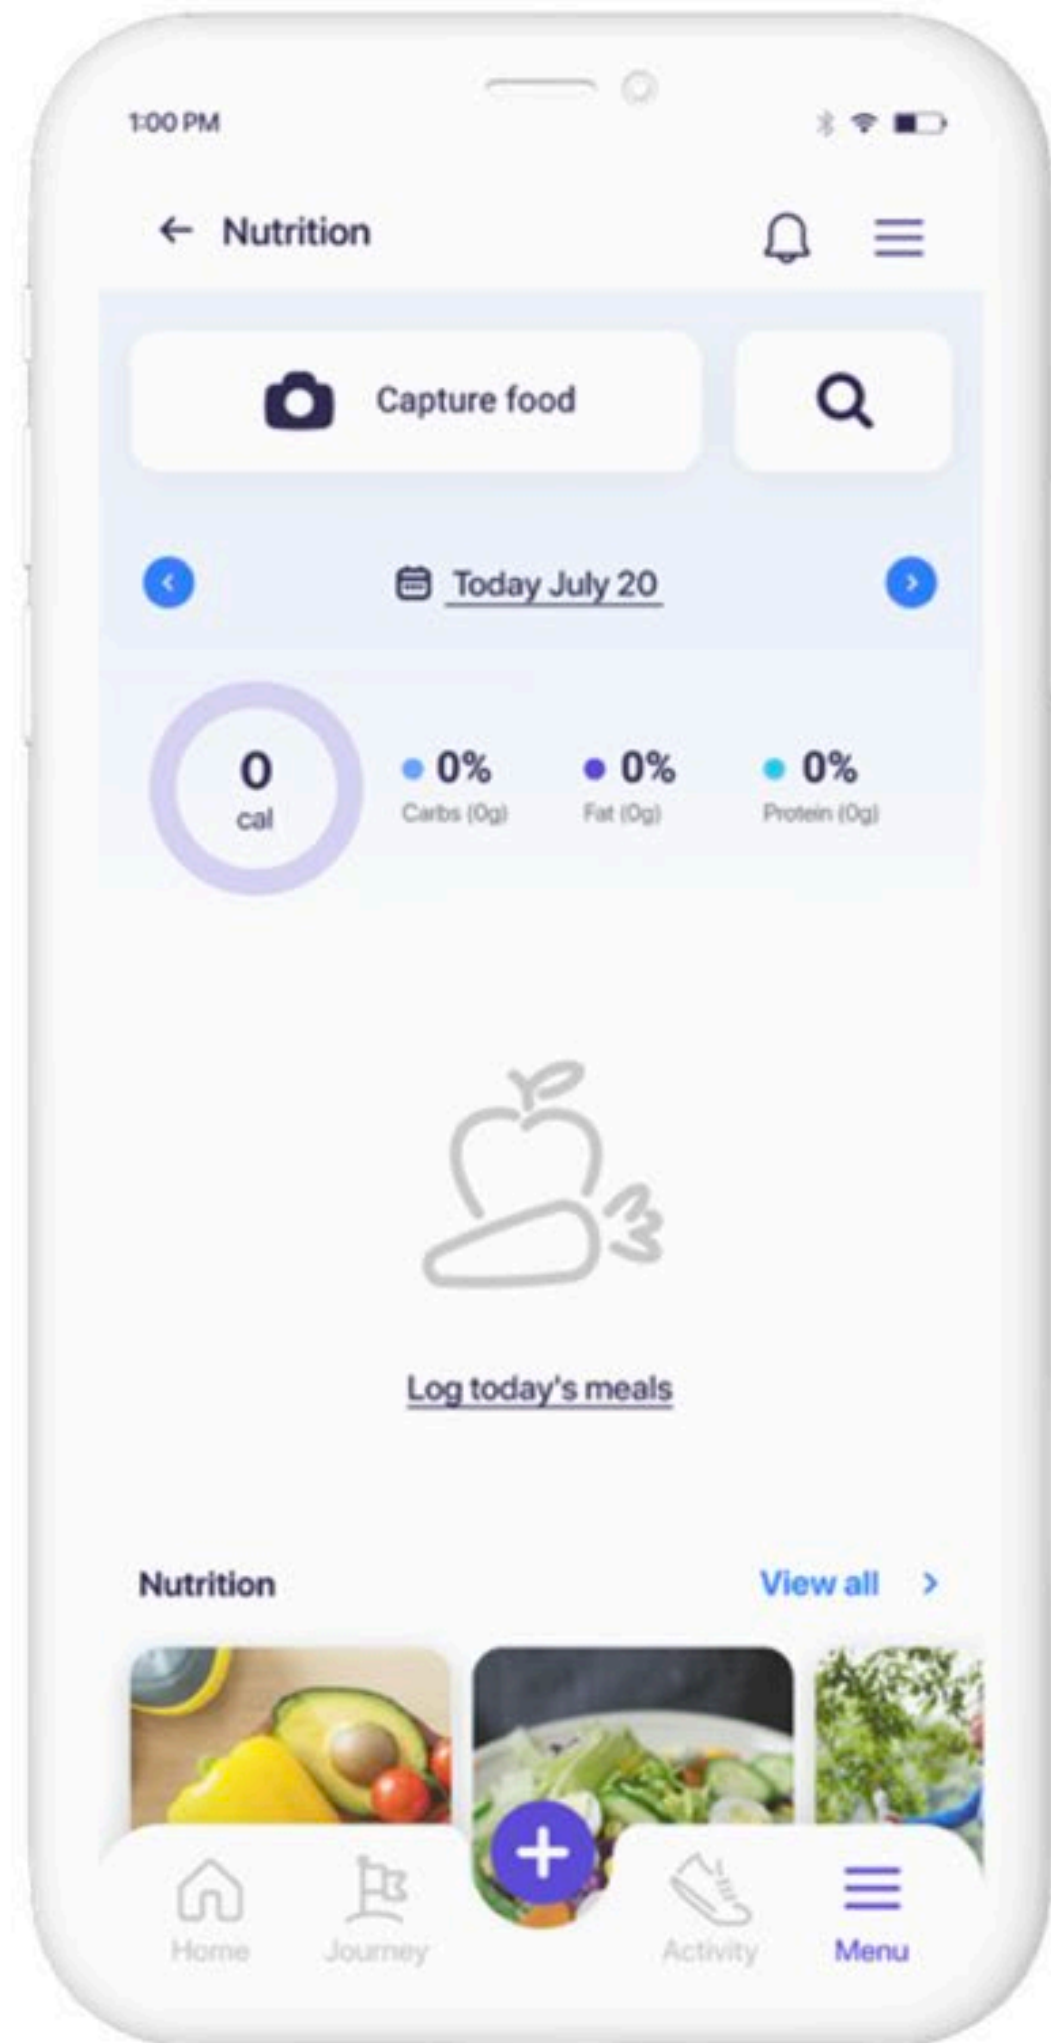 1:00 PM
Nutrition
Capture food
Today July 20
0
cal
0%
Carbs (0g)
0%
Fat (0g)
0%
Protein (0g)
Log today's meals
Nutrition
View all
Home
Journey
Activity
Menu